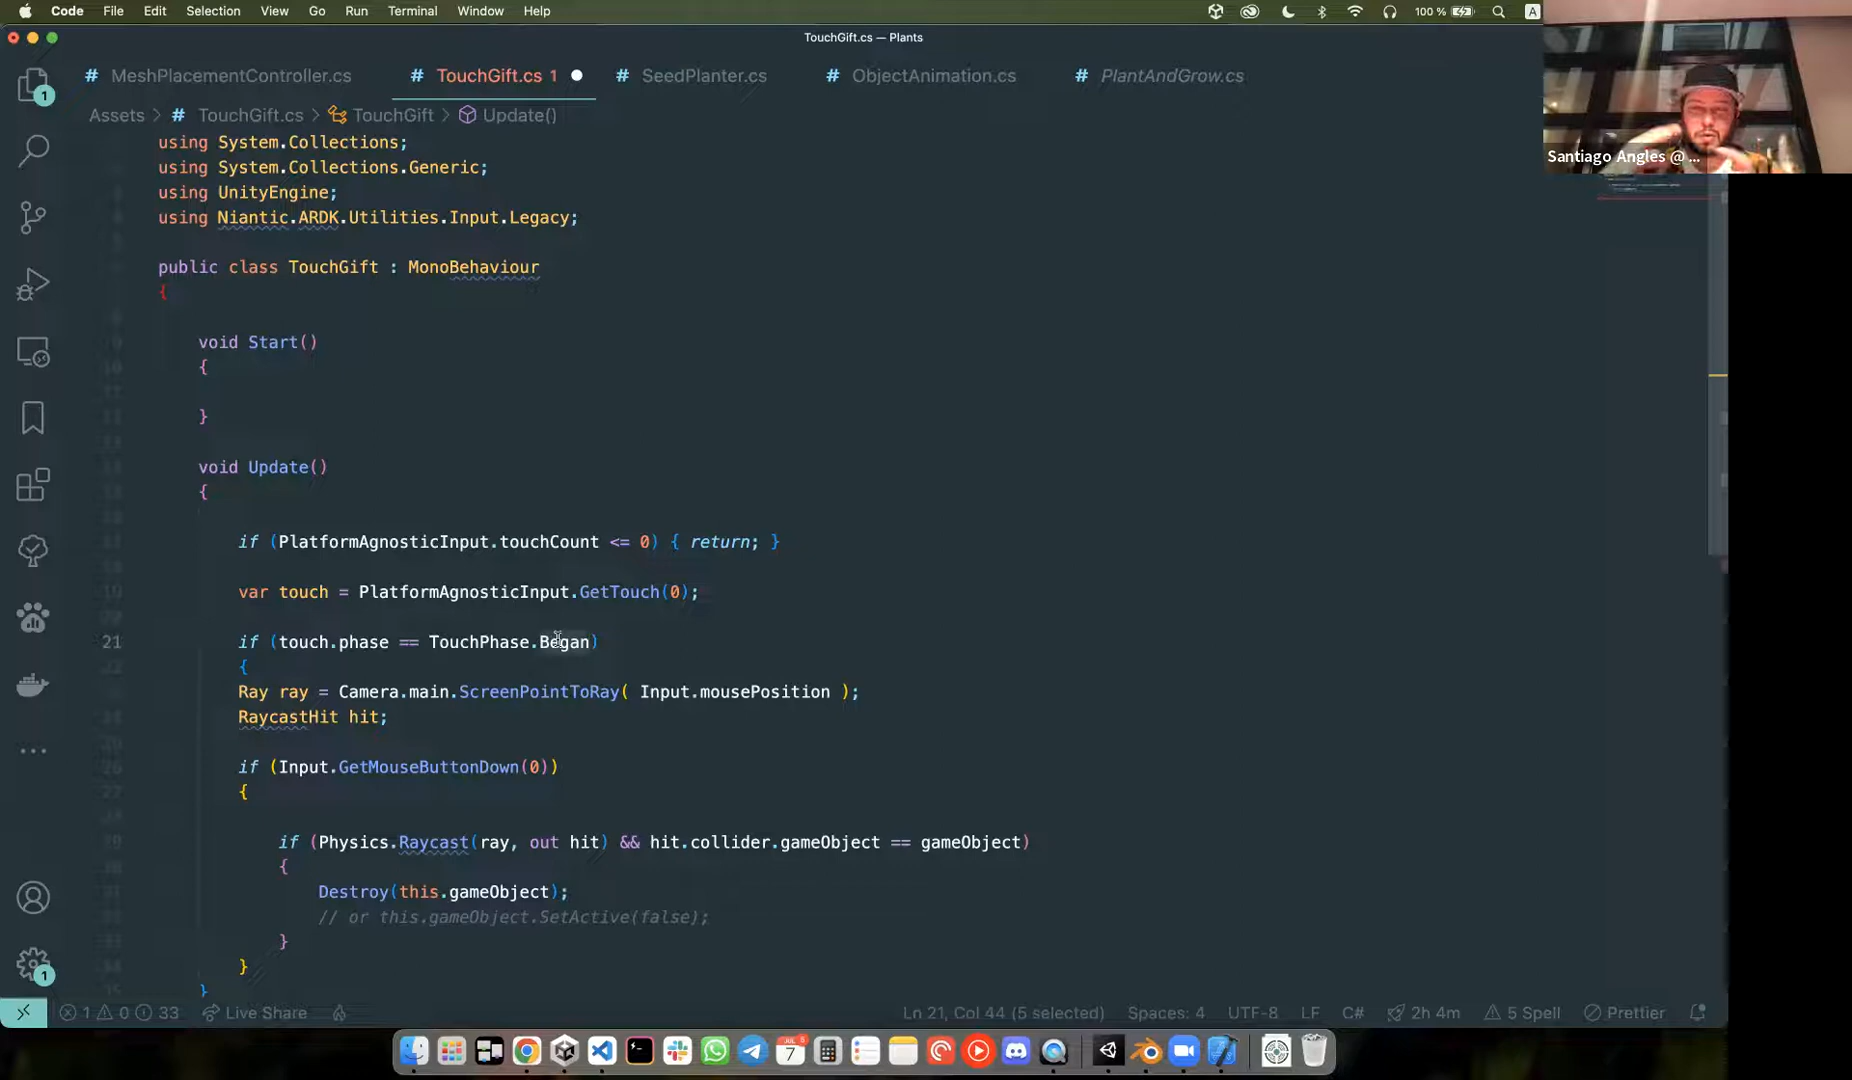 Code File Edit Selection View Go Run Terminal Window Help 100 % A
TouchGift.cs — Plants
# MeshPlacementController.cs # TouchGift.cs 1 # SeedPlanter.cs # ObjectAnimation.cs # PlantAndGrow.cs
Assets > # TouchGift.cs > TouchGift > Update()
using System.Collections;
using System.Collections.Generic;
using UnityEngine;
using Niantic.ARDK.Utilities.Input.Legacy;
public class TouchGift : MonoBehaviour
{
void Start()
{
}
void Update()
{
if (PlatformAgnosticInput.touchCount <= 0) { return; }
var touch = PlatformAgnosticInput.GetTouch(0);
21 if (touch.phase == TouchPhase.Began)
{
Ray ray = Camera.main.ScreenPointToRay( Input.mousePosition );
RaycastHit hit;
if (Input.GetMouseButtonDown(0))
{
if (Physics.Raycast(ray, out hit) && hit.collider.gameObject == gameObject)
{
Destroy(this.gameObject);
// or this.gameObject.SetActive(false);
}
}
}
1 0 33 Live Share Ln 21, Col 44 (5 selected) Spaces: 4 UTF-8 LF C# 2h 4m 5 Spell Prettier
Santiago Angles @ ...
1
1
JUL
7